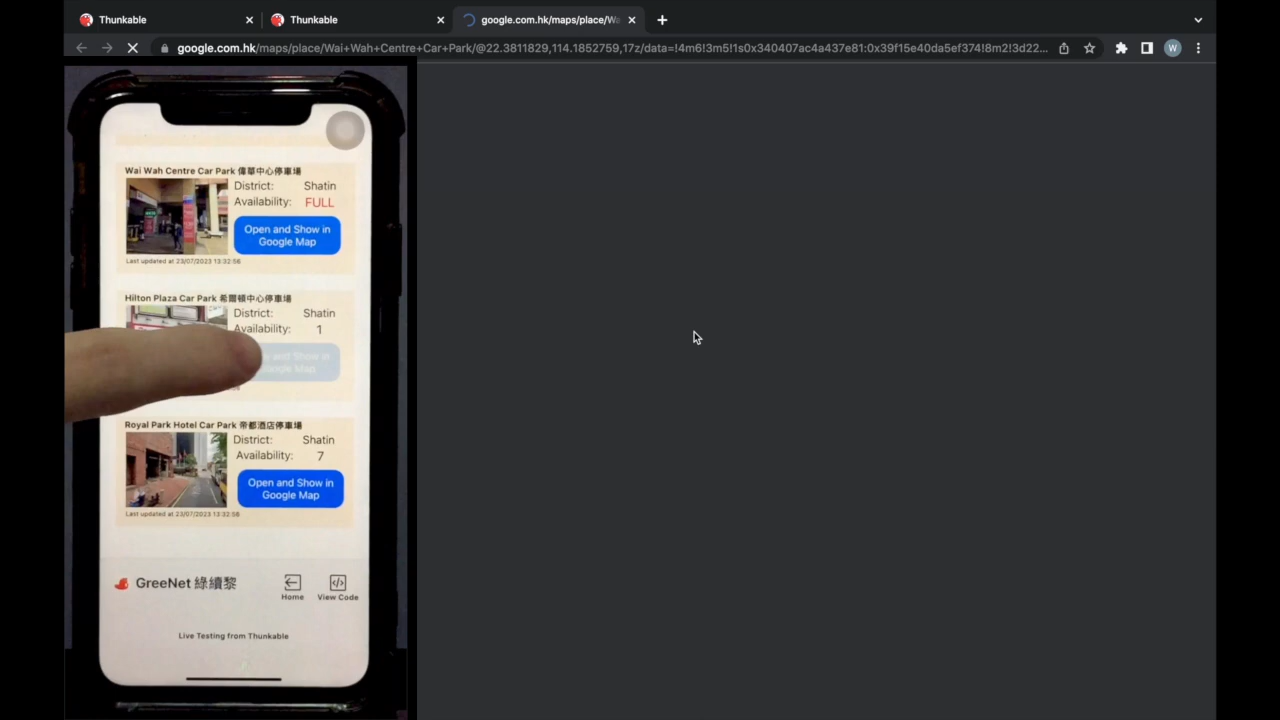 Thunkable
Thunkable
google.com.hk/maps/place/Wa
google.com.hk/maps/place/Wai+Wah+Centre+Car+Park/@22.3811829,114.1852759,17z/data=!4m6!3m5!1s0x340407ac4a437e81:0x39f15e40da5ef374!8m2!3d22...
W
Wai Wah Centre Car Park 偉華中心停車場
District: Shatin
Availability: FULL
Open and Show in
Google Map
Last updated at 23/07/2023 13:32:56
Hilton Plaza Car Park 希爾頓中心停車場
District: Shatin
Availability: 1
and Show in
Google Map
Royal Park Hotel Car Park 帝都酒店停車場
District: Shatin
Availability: 7
Open and Show in
Google Map
Last updated at 23/07/2023 13:32:56
GreeNet 綠續黎
Home
View Code
Live Testing from Thunkable